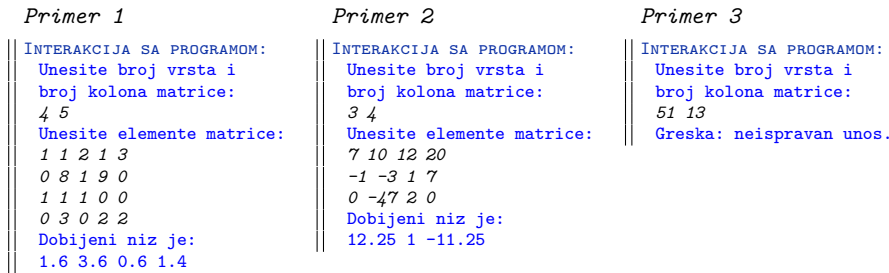 Primer 1
INTERAKCIJA SA PROGRAMOM:
Unesite broj vrsta i
broj kolona matrice:
4 5
Unesite elemente matrice:
1 1 2 1 3
0 8 1 9 0
1 1 1 0 0
0 3 0 2 2
Dobijeni niz je:
1.6 3.6 0.6 1.4
Primer 2
INTERAKCIJA SA PROGRAMOM:
Unesite broj vrsta i
broj kolona matrice:
3 4
Unesite elemente matrice:
7 10 12 20
-1 -3 1 7
0 -47 2 0
Dobijeni niz je:
12.25 1 -11.25
Primer 3
INTERAKCIJA SA PROGRAMOM:
Unesite broj vrsta i
broj kolona matrice:
51 13
Greska: neispravan unos.